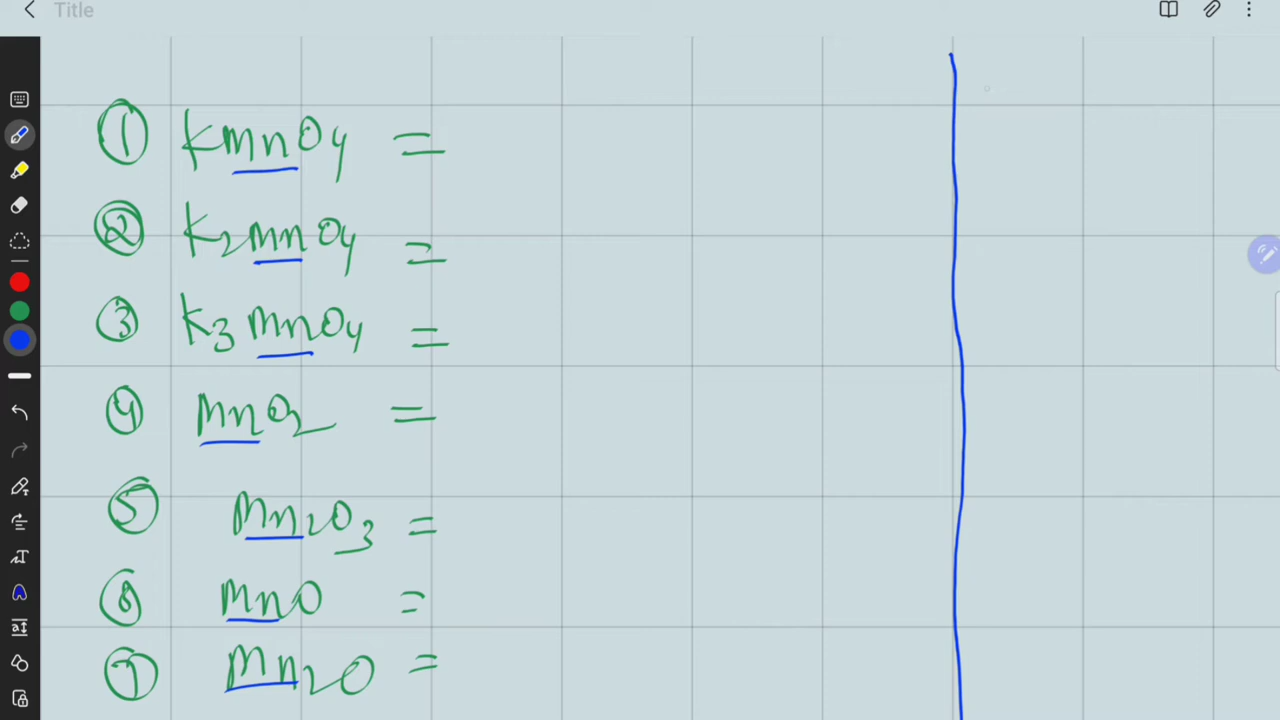 Title
① KMnO4 =
② K2MnO4 =
③ K3MnO4 =
④ MnO2 =
⑤ Mn2O3 =
⑥ MnO =
⑦ Mn2O =